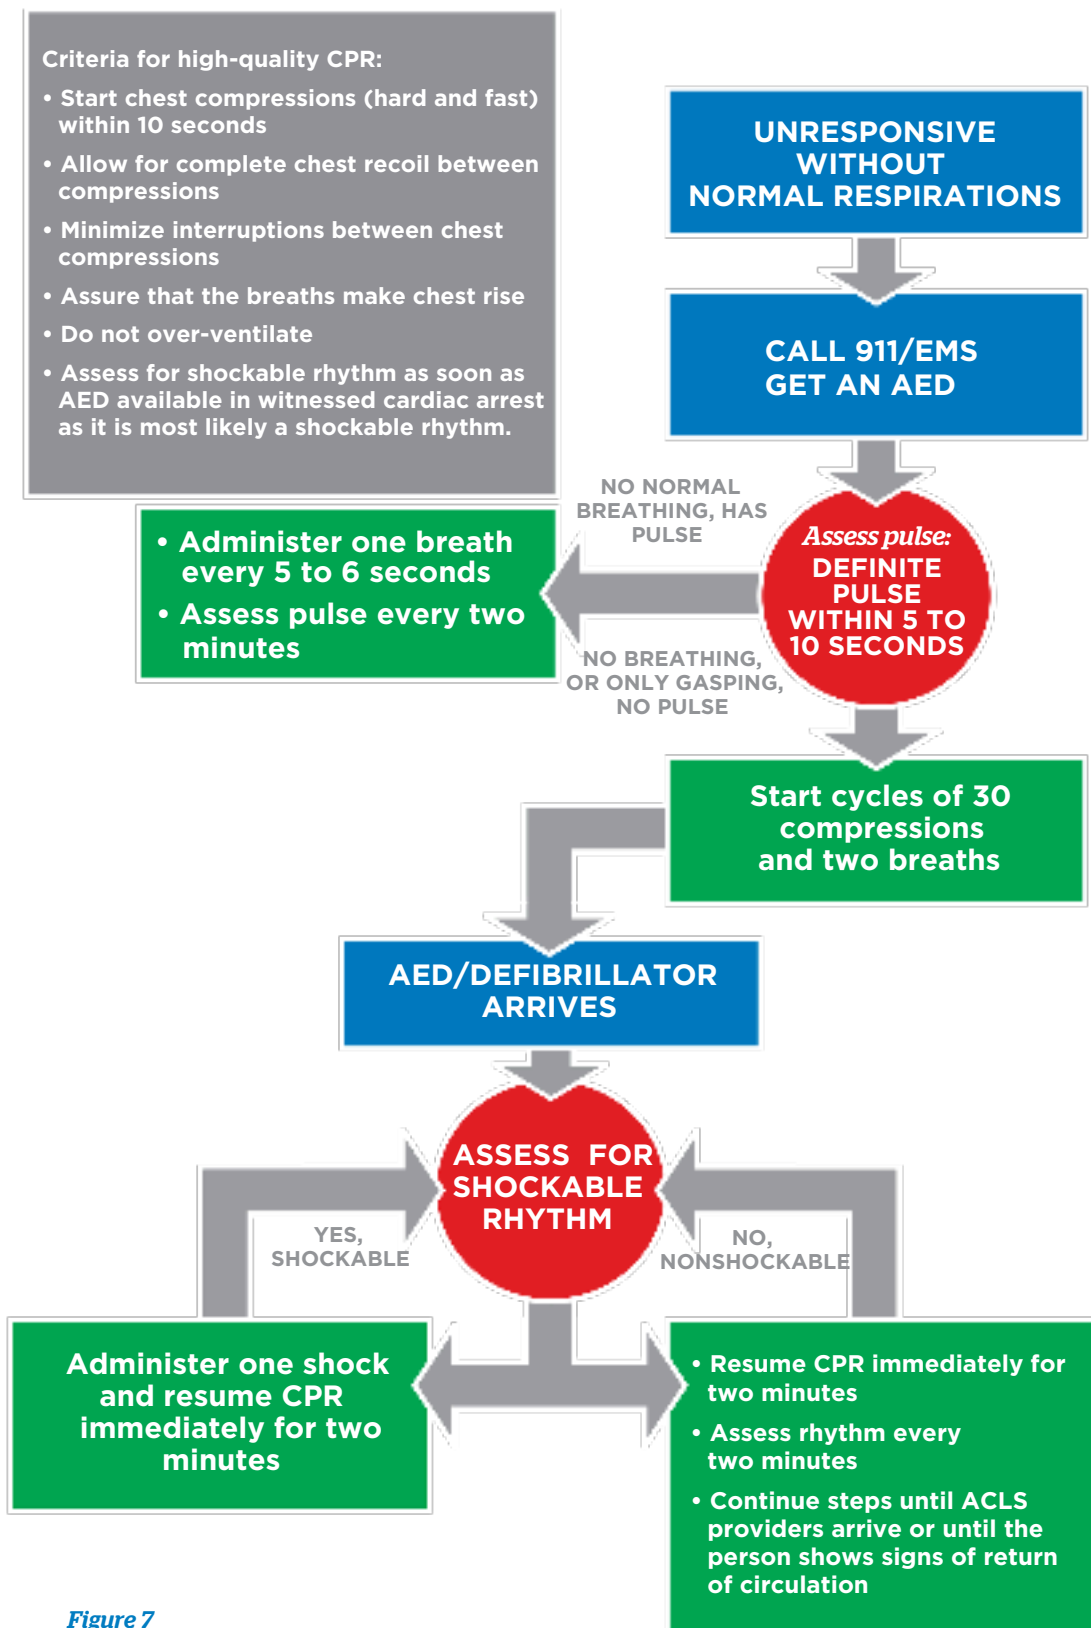 Criteria for high-quality CPR:
• Start chest compressions (hard and fast)
within 10 seconds
• Allow for complete chest recoil between
compressions
• Minimize interruptions between chest
compressions
• Assure that the breaths make chest rise
• Do not over-ventilate
• Assess for shockable rhythm as soon as
AED available in witnessed cardiac arrest
as it is most likely a shockable rhythm.
UNRESPONSIVE
WITHOUT
NORMAL RESPIRATIONS
CALL 911/EMS
GET AN AED
NO NORMAL
BREATHING, HAS
PULSE
Assess pulse:
DEFINITE
PULSE
WITHIN 5 TO
10 SECONDS
• Administer one breath
every 5 to 6 seconds
• Assess pulse every two
minutes
NO BREATHING,
OR ONLY GASPING,
NO PULSE
Start cycles of 30
compressions
and two breaths
AED/DEFIBRILLATOR
ARRIVES
ASSESS FOR
SHOCKABLE
RHYTHM
YES,
SHOCKABLE
NO,
NONSHOCKABLE
Administer one shock
and resume CPR
immediately for two
minutes
• Resume CPR immediately for
two minutes
• Assess rhythm every
two minutes
• Continue steps until ACLS
providers arrive or until the
person shows signs of return
of circulation
Figure 7